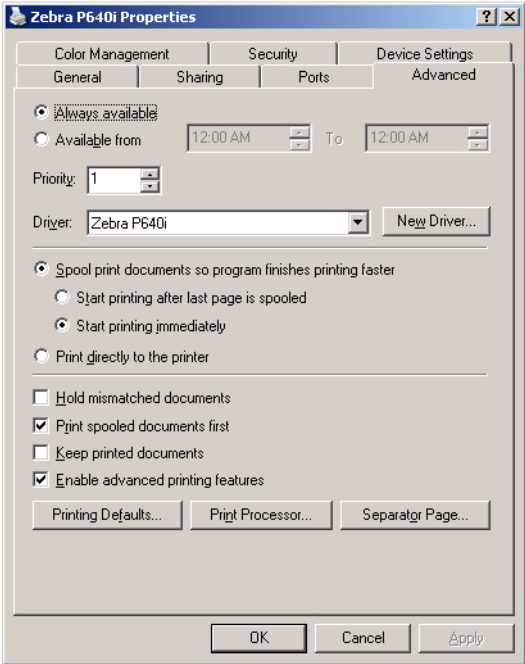 Zebra P640i Properties
Color Management Security Device Settings
General Sharing Ports Advanced
Always available
Available from 12:00 AM To 12:00 AM
Priority: 1
Driver: Zebra P640i New Driver...
Spool print documents so program finishes printing faster
Start printing after last page is spooled
Start printing immediately
Print directly to the printer
Hold mismatched documents
Print spooled documents first
Keep printed documents
Enable advanced printing features
Printing Defaults... Print Processor... Separator Page...
OK Cancel Apply